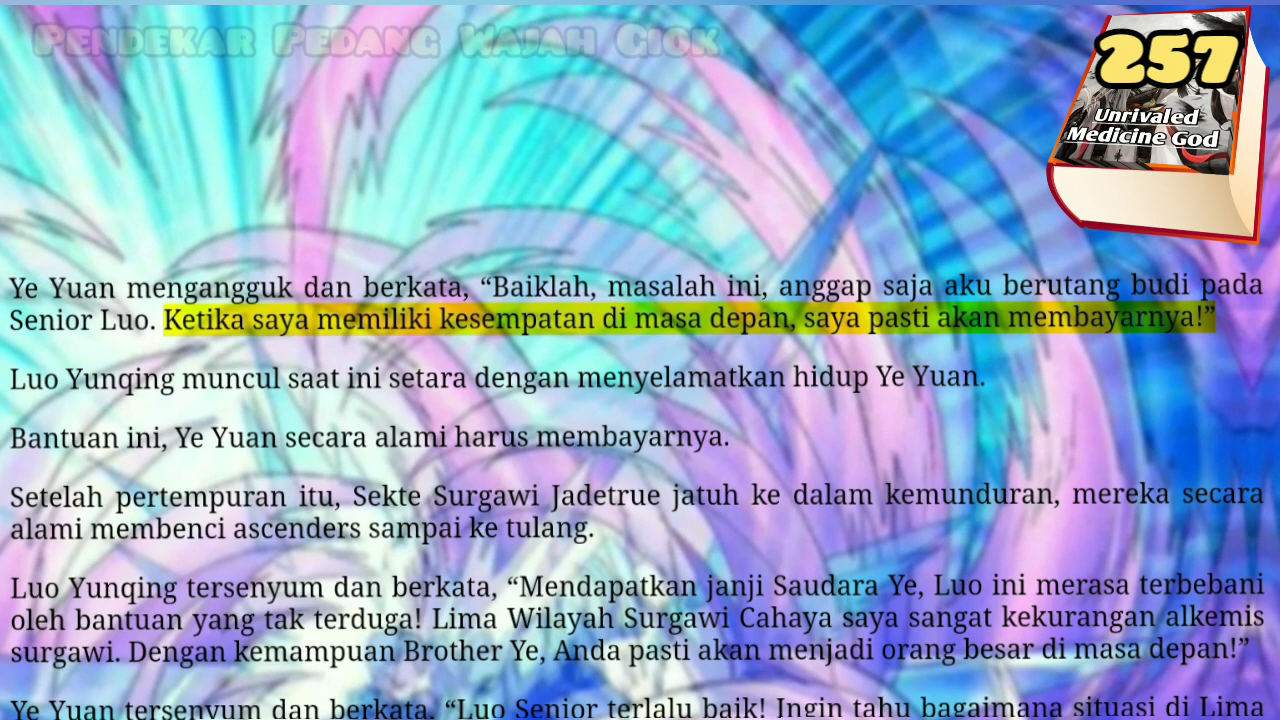 Pendekar Pedang Wajah Giok
257
Unrivaled
Medicine God
Ye Yuan mengangguk dan berkata, “Baiklah, masalah ini, anggap saja aku berutang budi pada
Senior Luo. Ketika saya memiliki kesempatan di masa depan, saya pasti akan membayarnya!”
Luo Yunqing muncul saat ini setara dengan menyelamatkan hidup Ye Yuan.
Bantuan ini, Ye Yuan secara alami harus membayarnya.
Setelah pertempuran itu, Sekte Surgawi Jadetrue jatuh ke dalam kemunduran, mereka secara
alami membenci ascenders sampai ke tulang.
Luo Yunqing tersenyum dan berkata, “Mendapatkan janji Saudara Ye, Luo ini merasa terbebani
oleh bantuan yang tak terduga! Lima Wilayah Surgawi Cahaya saya sangat kekurangan alkemis
surgawi. Dengan kemampuan Brother Ye, Anda pasti akan menjadi orang besar di masa depan!”
Ye Yuan tersenyum dan berkata, “Luo Senior terlalu baik! Ingin tahu bagaimana situasi di Lima